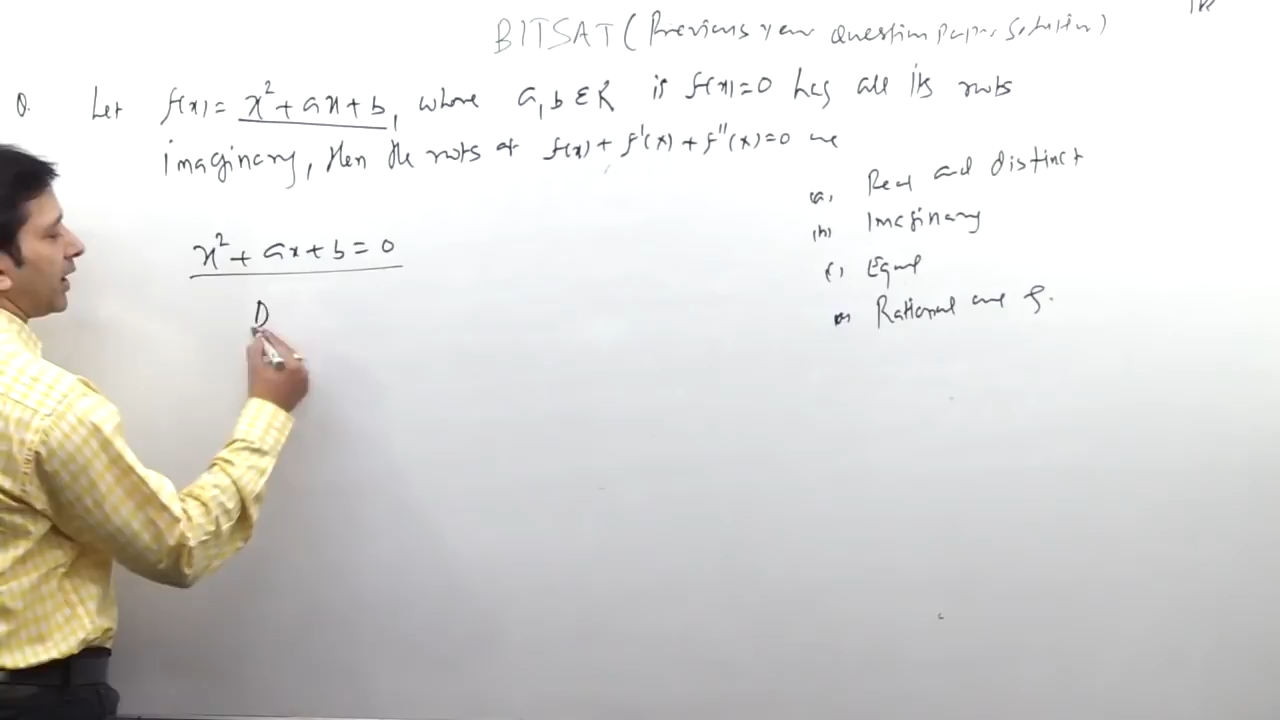 BITSAT (Previous year Question paper Solution)
Q. Let f(x) = x² + ax + b, where a, b ∈ R is f(x)=0 has all its roots
imaginary, then the roots of f(x) + f'(x) + f''(x)=0 are
(a) Real and distinct
(b) Imaginary
(c) Equal
Rational and
x² + ax + b = 0
D